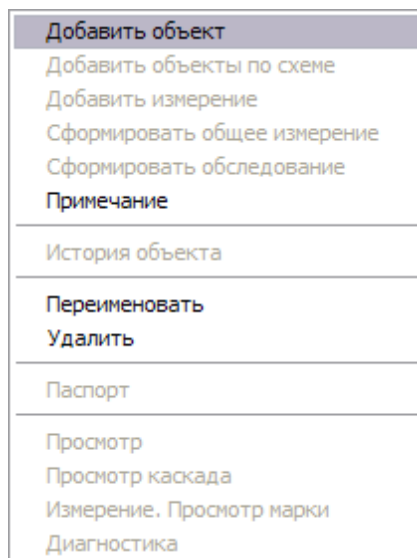 Добавить объект
Добавить объекты по схеме
Добавить измерение
Сформировать общее измерение
Сформировать обследование
Примечание
История объекта
Переименовать
Удалить
Паспорт
Просмотр
Просмотр каскада
Измерение. Просмотр марки
Диагностика